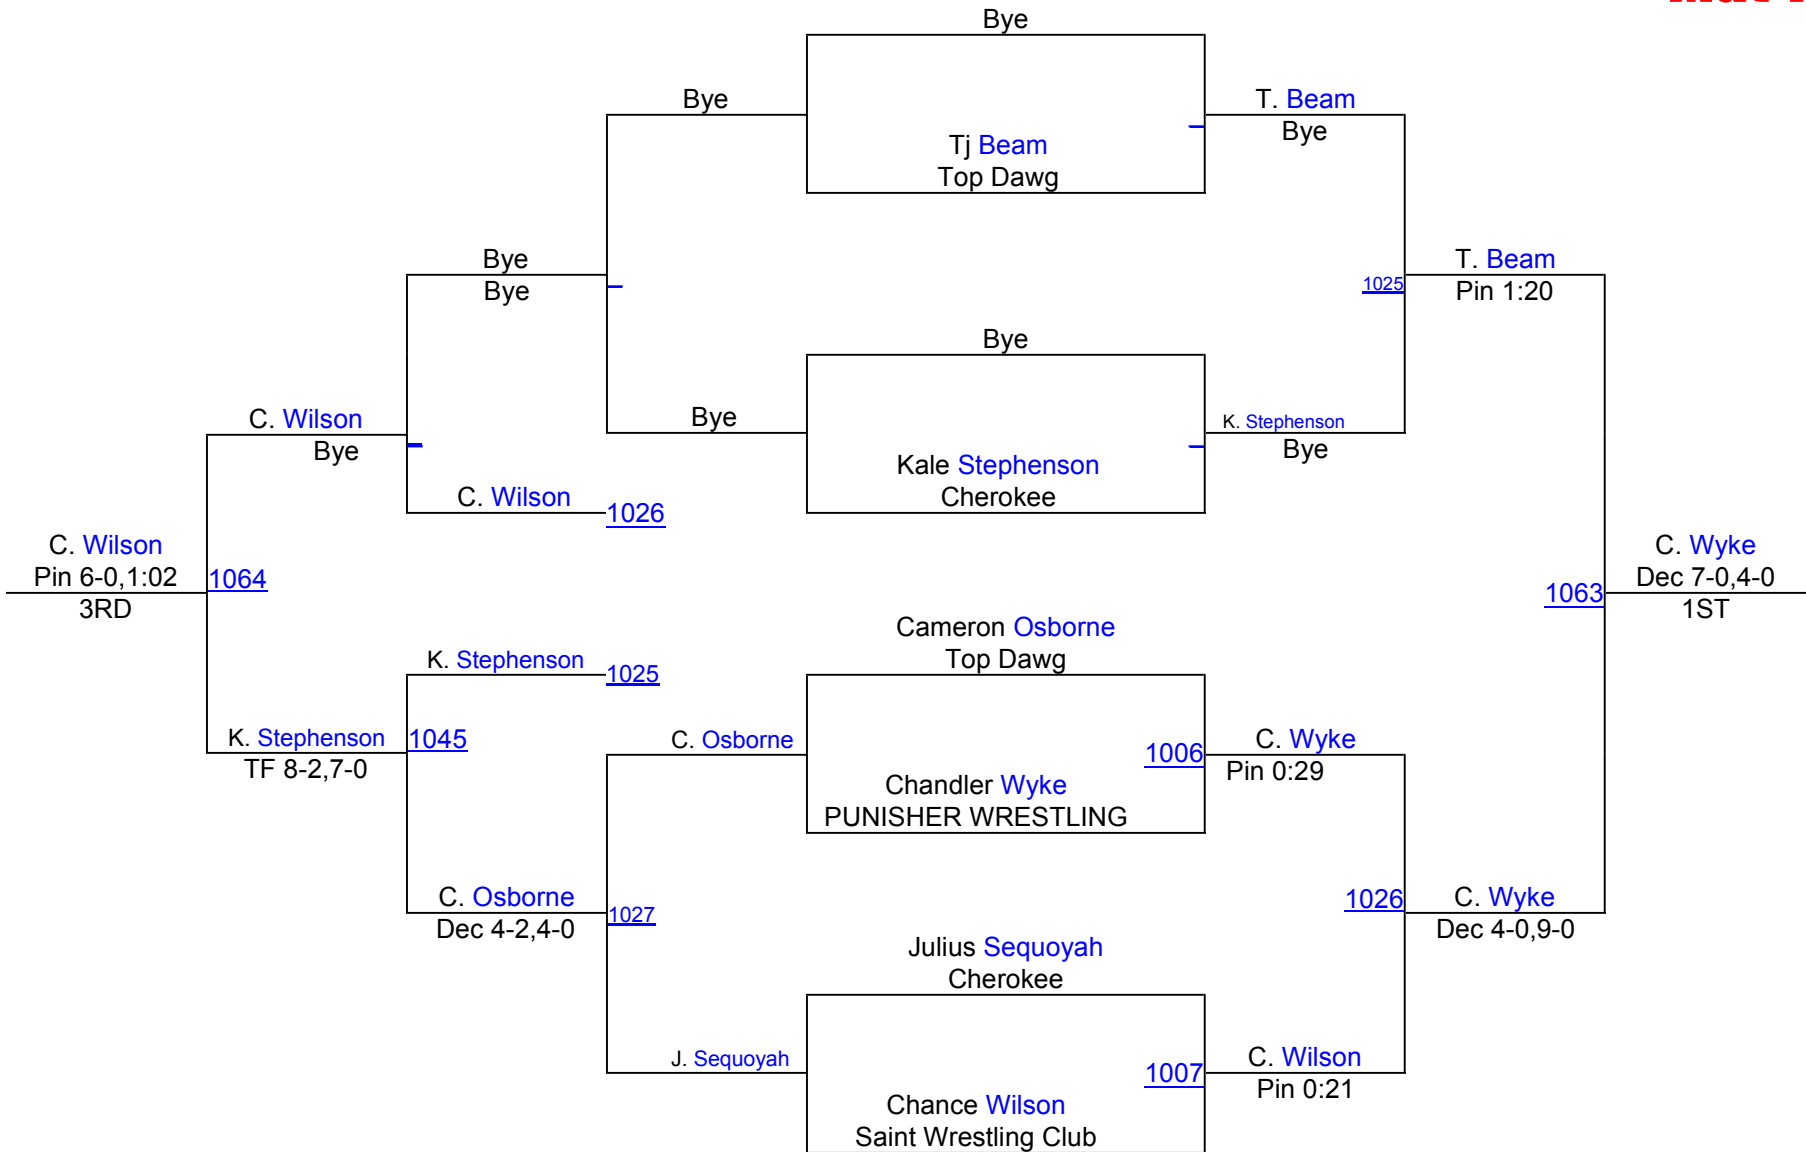 Bye
Bye
T. Beam
Bye
Tj Beam
Top Dawg
Bye
Bye
T. Beam
Pin 1:20
1025
Bye
C. Wilson
Bye
Bye
K. Stephenson
Bye
Kale Stephenson
Cherokee
C. Wilson
1026
C. Wilson
Pin 6-0,1:02
3RD
1064
C. Wyke
Dec 7-0,4-0
1ST
1063
Cameron Osborne
Top Dawg
K. Stephenson
1025
K. Stephenson
TF 8-2,7-0
1045
C. Osborne
1006
C. Wyke
Pin 0:29
Chandler Wyke
PUNISHER WRESTLING
C. Osborne
Dec 4-2,4-0
1027
1026
C. Wyke
Dec 4-0,9-0
Julius Sequoyah
Cherokee
J. Sequoyah
1007
C. Wilson
Pin 0:21
Chance Wilson
Saint Wrestling Club